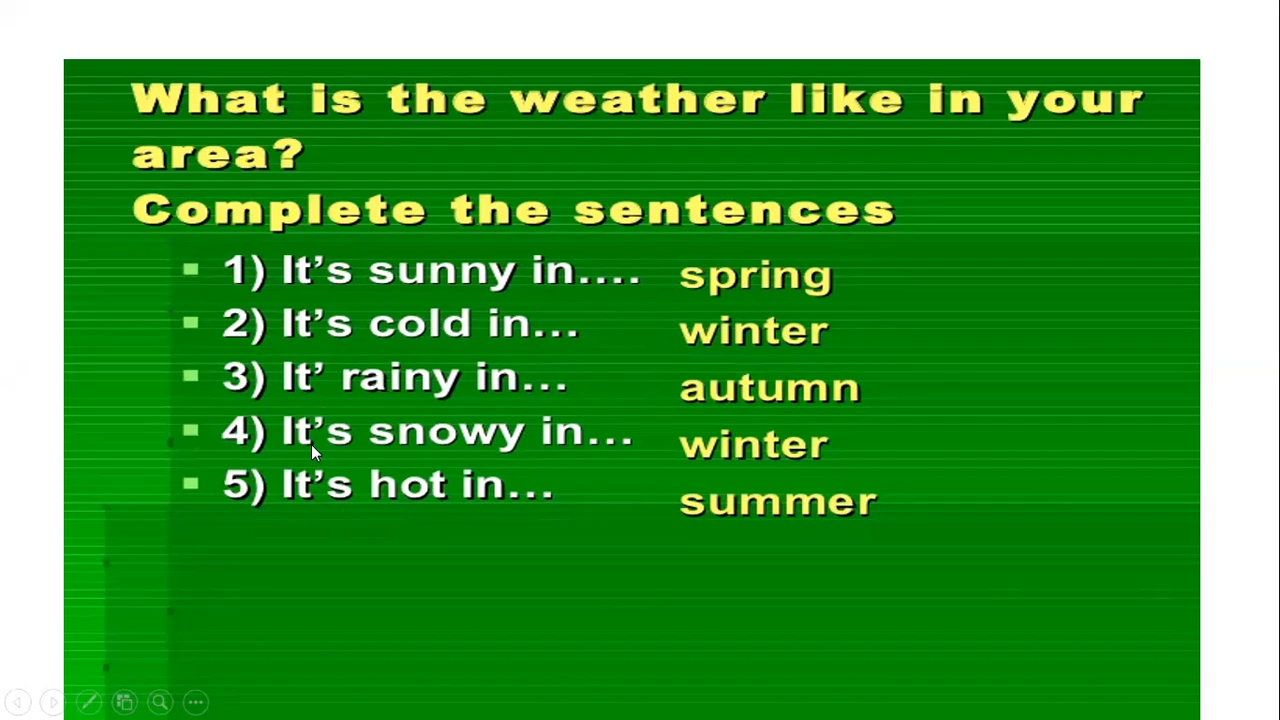 What is the weather like in your
area?
Complete the sentences
1) It’s sunny in.... spring
2) It’s cold in... winter
3) It’ rainy in... autumn
4) It’s snowy in... winter
5) It’s hot in... summer